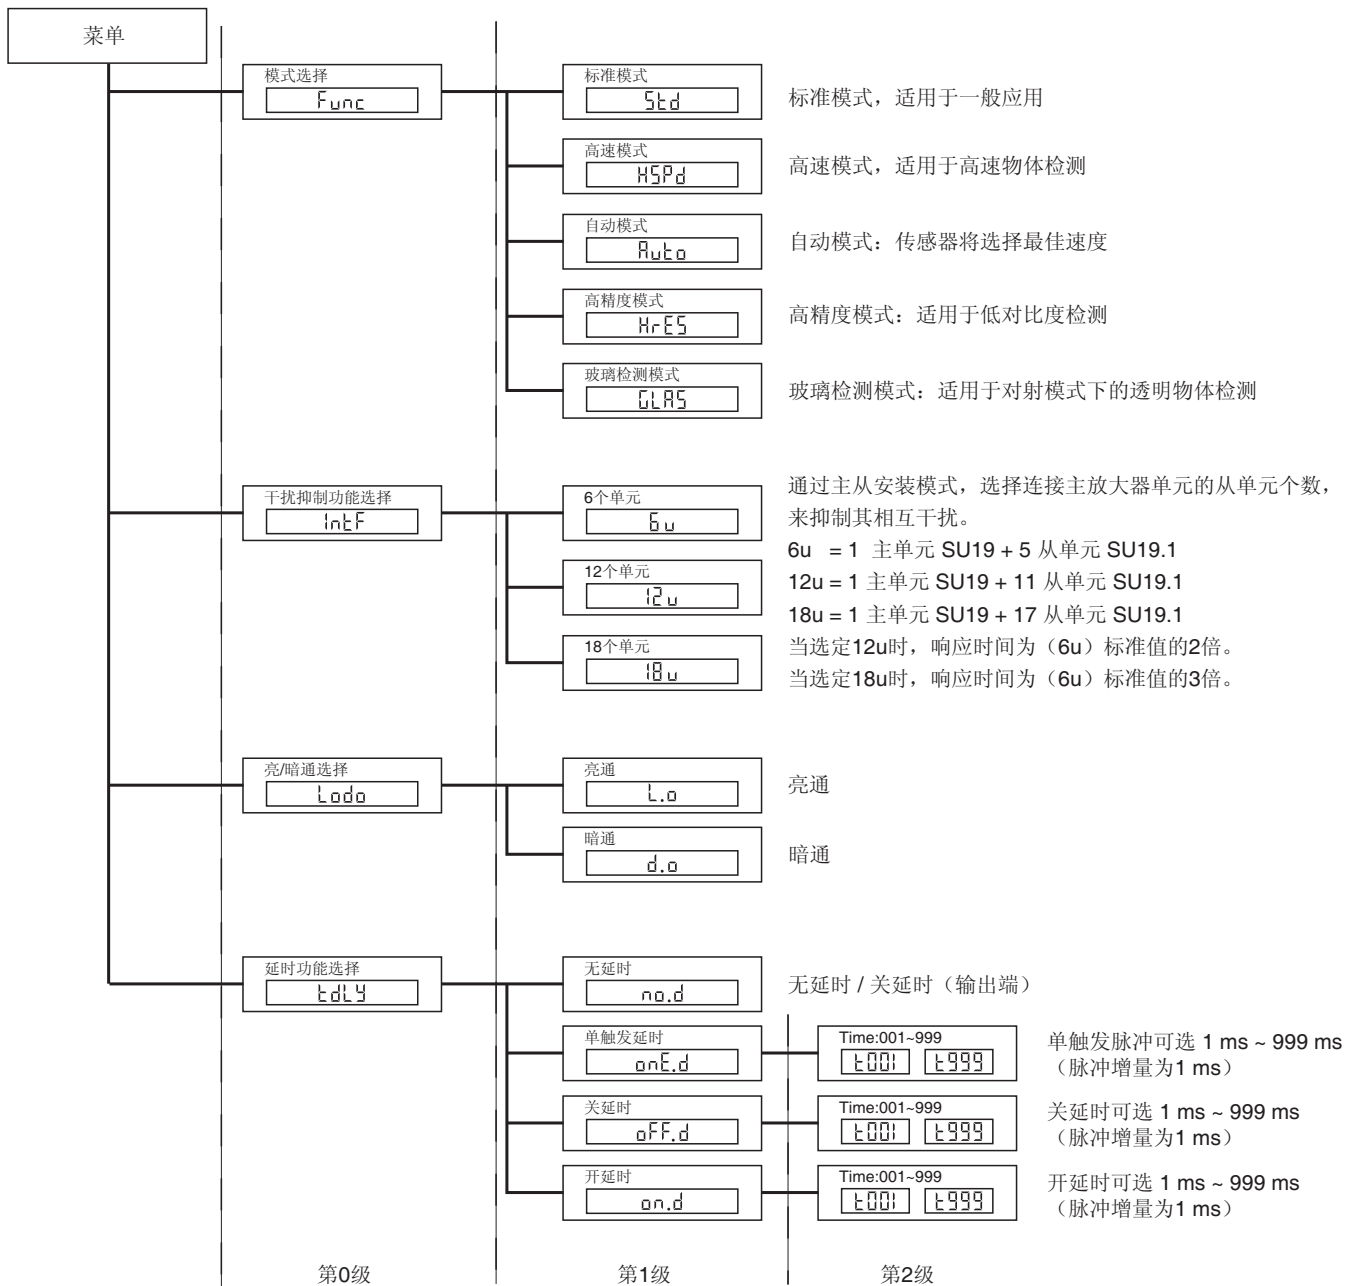 菜单
模式选择
Func
标准模式
Std
标准模式，适用于一般应用
高速模式
HSPd
高速模式，适用于高速物体检测
自动模式
Auto
自动模式：传感器将选择最佳速度
高精度模式
HrES
高精度模式：适用于低对比度检测
玻璃检测模式
GLAS
玻璃检测模式：适用于对射模式下的透明物体检测
干扰抑制功能选择
IntF
6个单元
6u
12个单元
12u
18个单元
18u
通过主从安装模式，选择连接主放大器单元的从单元个数，
来抑制其相互干扰。
6u = 1 主单元 SU19 + 5 从单元 SU19.1
12u = 1 主单元 SU19 + 11 从单元 SU19.1
18u = 1 主单元 SU19 + 17 从单元 SU19.1
当选定12u时，响应时间为（6u）标准值的2倍。
当选定18u时，响应时间为（6u）标准值的3倍。
亮/暗通选择
Lodo
亮通
L.o
亮通
暗通
d.o
暗通
延时功能选择
tdLY
无延时
no.d
无延时 / 关延时（输出端）
单触发延时
onE.d
Time:001~999
t001 t999
单触发脉冲可选 1 ms ~ 999 ms
（脉冲增量为1 ms）
关延时
oFF.d
Time:001~999
t001 t999
关延时可选 1 ms ~ 999 ms
（脉冲增量为1 ms）
开延时
on.d
Time:001~999
t001 t999
开延时可选 1 ms ~ 999 ms
（脉冲增量为1 ms）
第0级
第1级
第2级